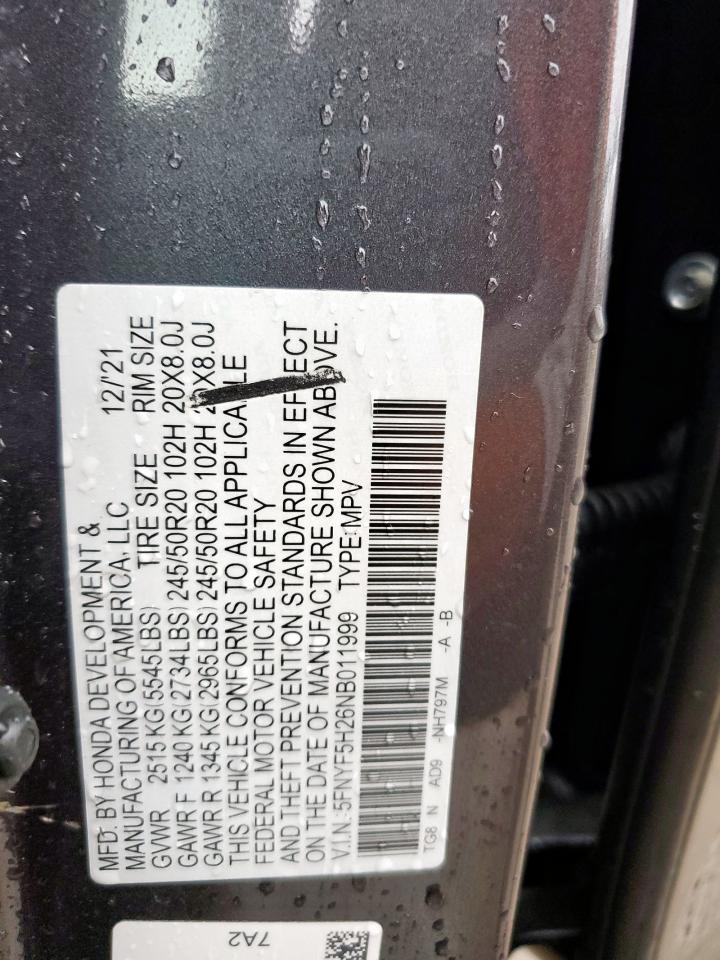 MFD. BY HONDA DEVELOPMENT &
MANUFACTURING OF AMERICA, LLC 12/'21
GVWR 2515 KG(5545LBS) TIRE SIZE RIM SIZE
GAWR F 1240 KG(2734LBS) 245/50R20 102H 20X8.0J
GAWR R 1345 KG(2965LBS) 245/50R20 102H 20X8.0J
THIS VEHICLE CONFORMS TO ALL APPLICABLE
FEDERAL MOTOR VEHICLE SAFETY
AND THEFT PREVENTION STANDARDS IN EFFECT
ON THE DATE OF MANUFACTURE SHOWN ABOVE.
V.I.N.: 5FNYF5H26NB011999 TYPE: MPV
TG8 N AD9 -NH797M -A -B
7A2